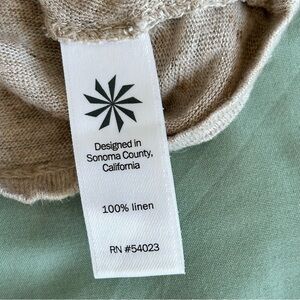 Designed in
Sonoma County,
California
100% linen
RN #54023